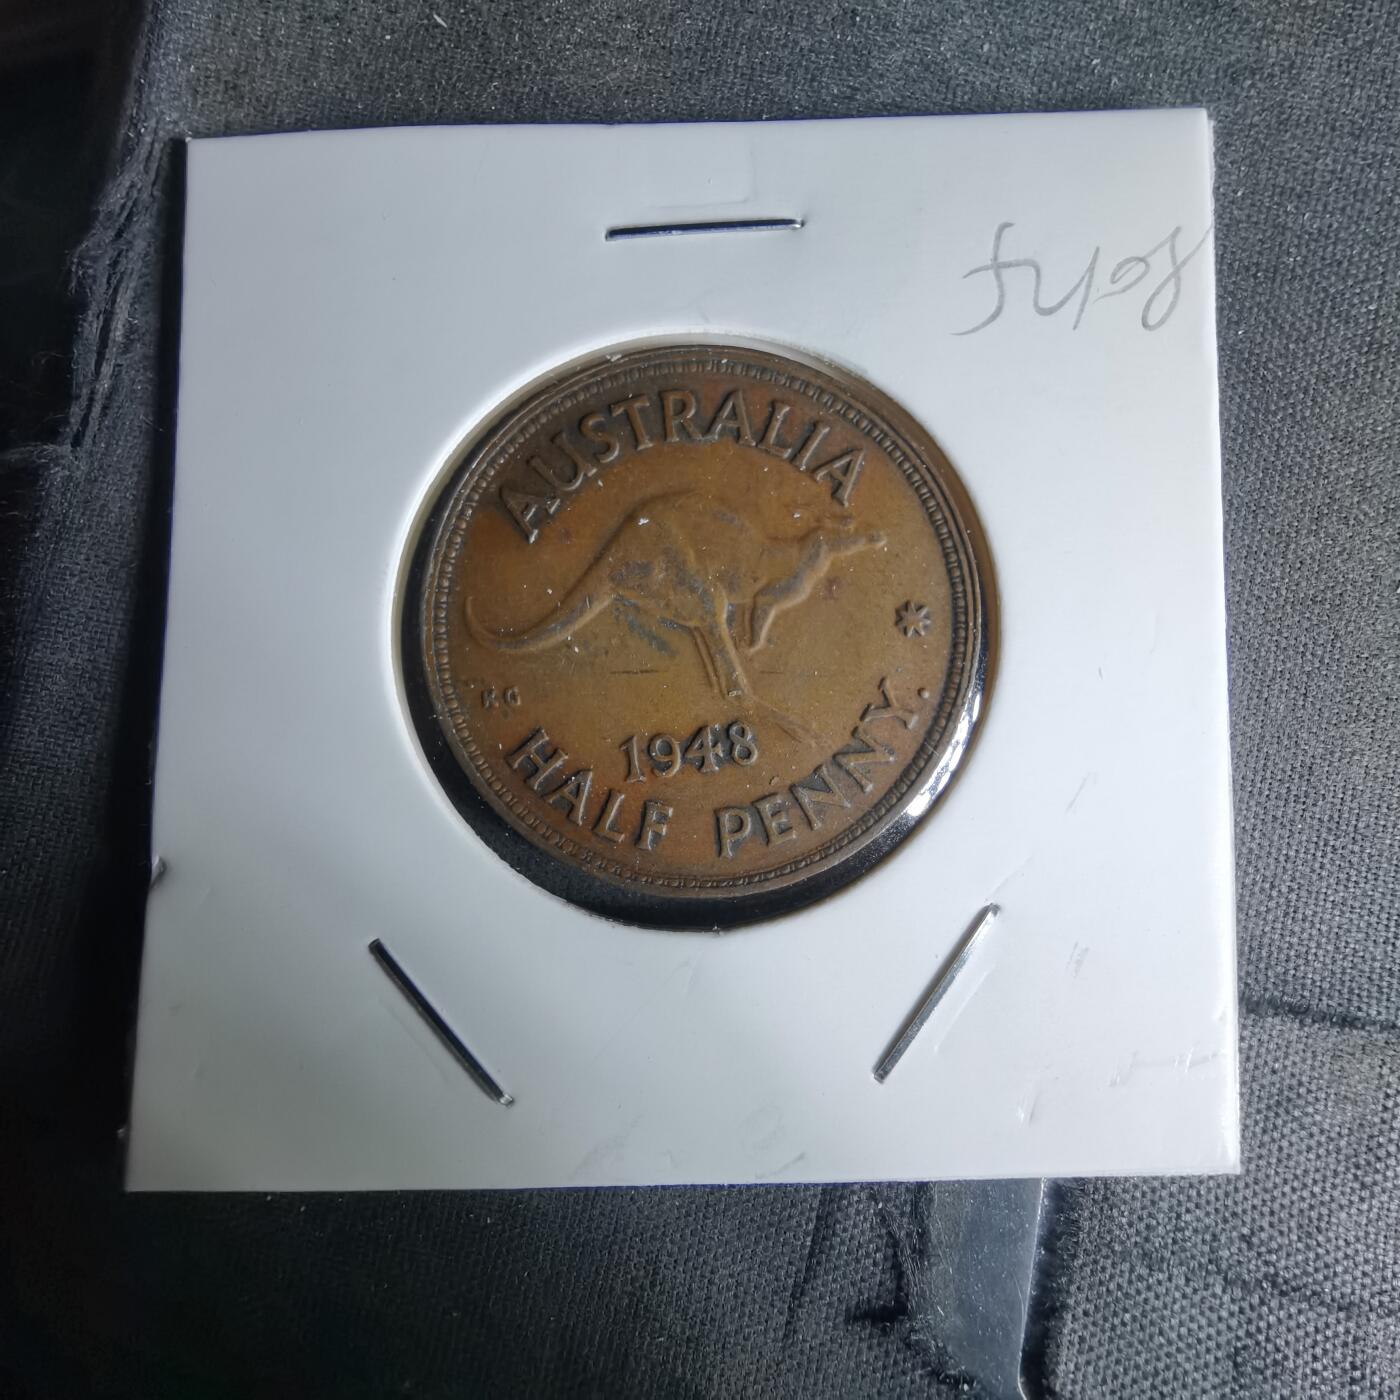 AUSTRALIA
KG
1948
HALF PENNY.